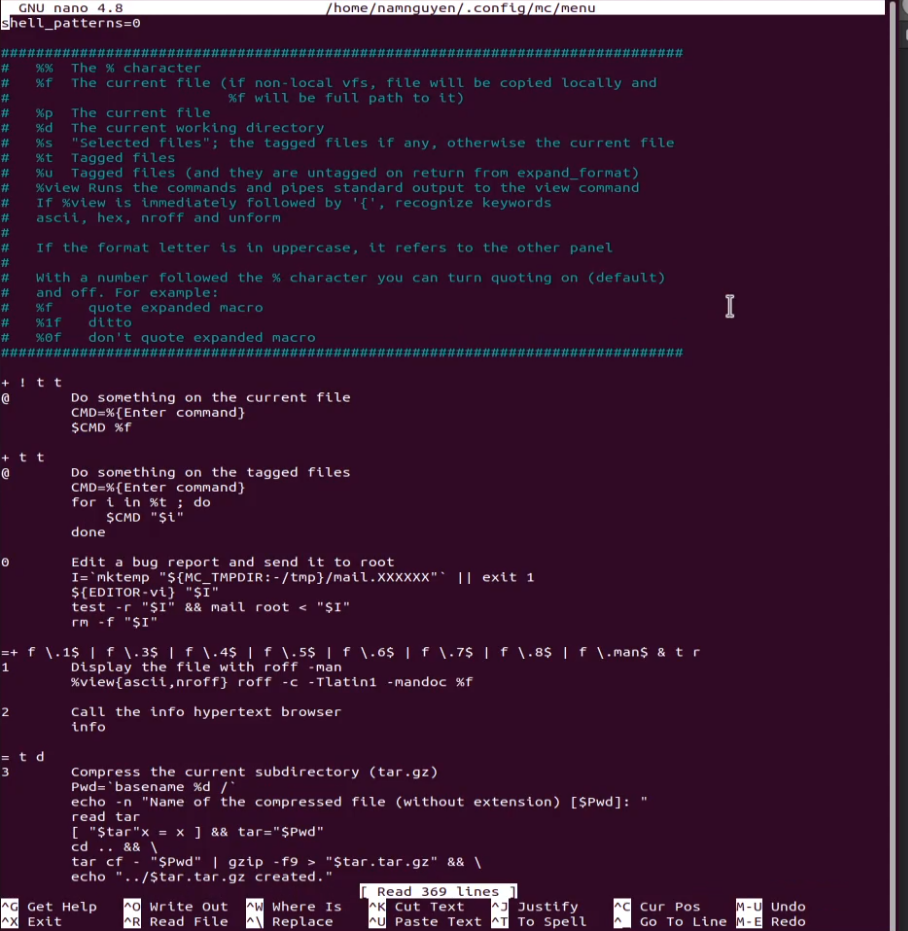 GNU nano 4.8 /home/namnguyen/.config/mc/menu
shell_patterns=0
##############################################################################
# %% The % character
# %f The current file (if non-local vfs, file will be copied locally and
# %f will be full path to it)
# %p The current file
# %d The current working directory
# %s "Selected files"; the tagged files if any, otherwise the current file
# %t Tagged files
# %u Tagged files (and they are untagged on return from expand_format)
# %view Runs the commands and pipes standard output to the view command
# If %view is immediately followed by '{', recognize keywords
# ascii, hex, nroff and unform
#
# If the format letter is in uppercase, it refers to the other panel
#
# With a number followed the % character you can turn quoting on (default)
# and off. For example:
# %f quote expanded macro
# %1f ditto
# %0f don't quote expanded macro
##############################################################################
+ ! t t
@ Do something on the current file
CMD=%{Enter command}
$CMD %f
+ t t
@ Do something on the tagged files
CMD=%{Enter command}
for i in %t ; do
$CMD "$i"
done
0 Edit a bug report and send it to root
I=`mktemp "${MC_TMPDIR:-/tmp}/mail.XXXXXX"` || exit 1
${EDITOR-vi} "$I"
test -r "$I" && mail root < "$I"
rm -f "$I"
=+ f \.1$ | f \.3$ | f \.4$ | f \.5$ | f \.6$ | f \.7$ | f \.8$ | f \.man$ & t r
1 Display the file with roff -man
%view{ascii,nroff} roff -c -Tlatin1 -mandoc %f
2 Call the info hypertext browser
info
= t d
3 Compress the current subdirectory (tar.gz)
Pwd=`basename %d /`
echo -n "Name of the compressed file (without extension) [$Pwd]: "
read tar
[ "$tar"x = x ] && tar="$Pwd"
cd .. && \
tar cf - "$Pwd" | gzip -f9 > "$tar.tar.gz" && \
echo "../$tar.tar.gz created."
[ Read 369 lines ]
^G Get Help ^O Write Out ^W Where Is ^K Cut Text ^J Justify ^C Cur Pos M-U Undo
^X Exit ^R Read File ^\ Replace ^U Paste Text ^T To Spell ^_ Go To Line M-E Redo